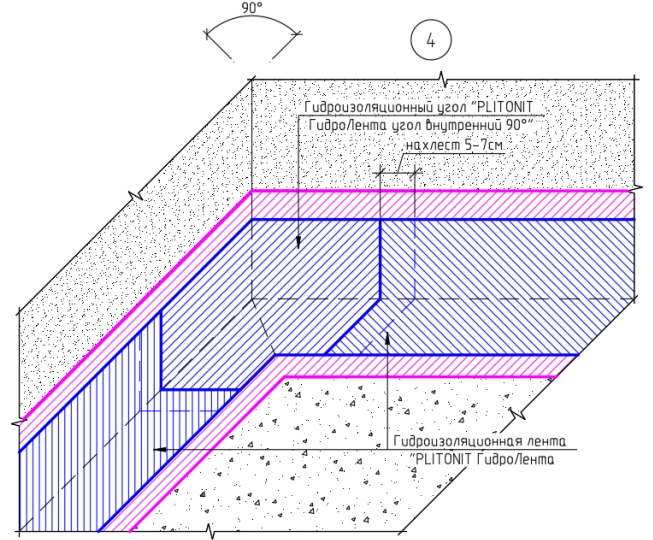 90°
4
Гидроизоляционный угол "PLITONIT
ГидроЛента угол внутренний 90°"
нахлест 5-7см
Гидроизоляционная лента
"PLITONIT ГидроЛента